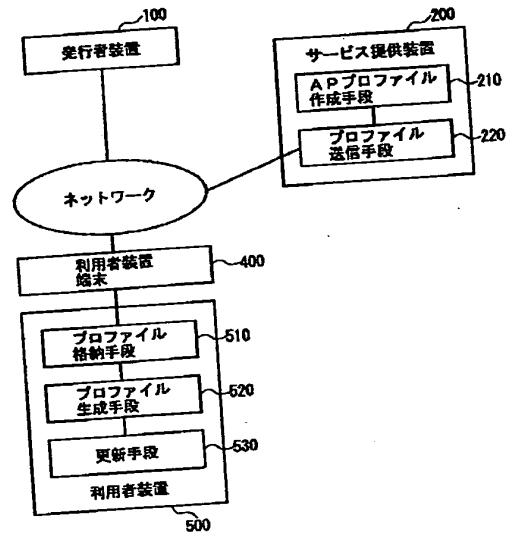 100
発行者装置
200
サービス提供装置
APプロファイル
作成手段
210
プロファイル
送信手段
220
ネットワーク
利用者装置
端末
400
プロファイル
格納手段
510
プロファイル
生成手段
520
更新手段
530
利用者装置
500